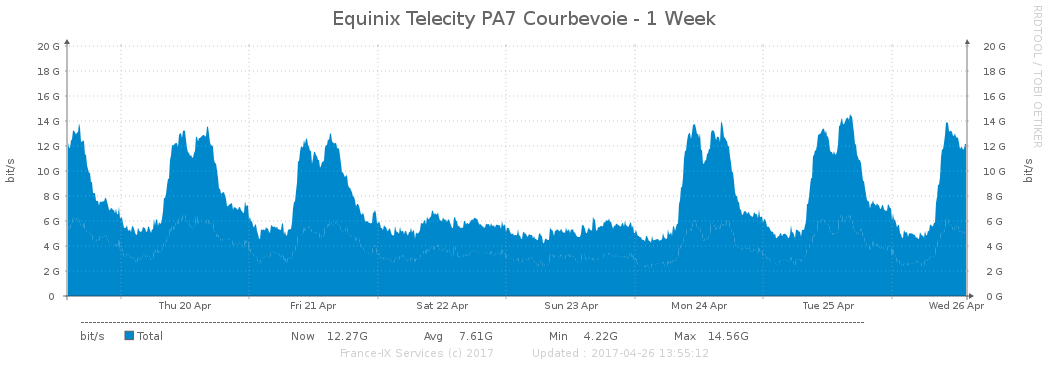 Equinix Telecity PA7 Courbevoie - 1 Week
RRDTOOL / TOBI OETIKER
bit/s
20 G 20 G
18 G 18 G
16 G 16 G
14 G 14 G
12 G 12 G
10 G 10 G
8 G 8 G
6 G 6 G
4 G 4 G
2 G 2 G
0 0 G
bit/s
Thu 20 Apr Fri 21 Apr Sat 22 Apr Sun 23 Apr Mon 24 Apr Tue 25 Apr Wed 26 Apr
bit/s Total Now 12.27G Avg 7.61G Min 4.22G Max 14.56G
France-IX Services (c) 2017 Updated : 2017-04-26 13:55:12